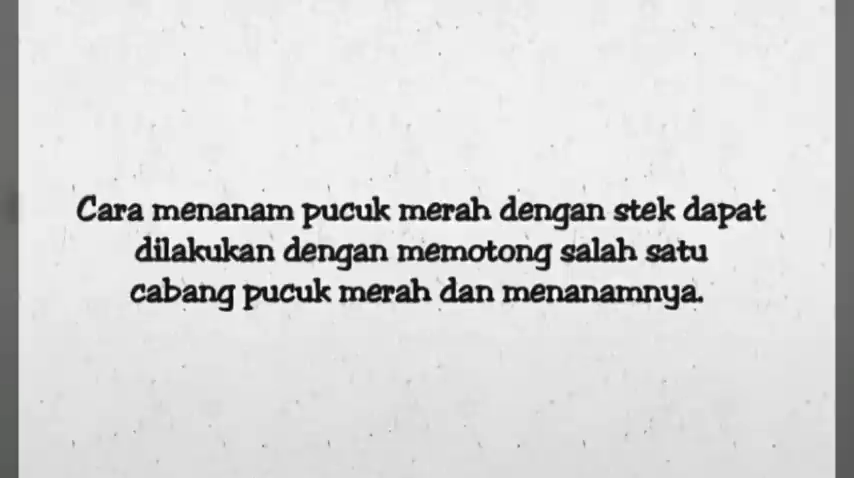 Cara menanam pucuk merah dengan stek dapat
dilakukan dengan memotong salah satu
cabang pucuk merah dan menanamnya.